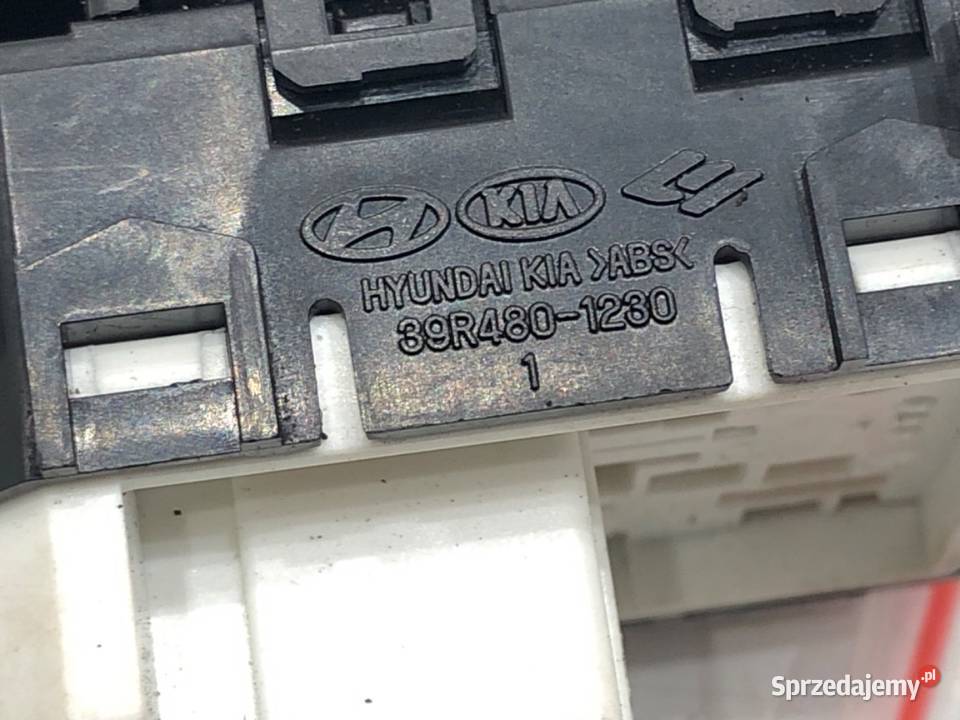 KIA
HYUNDAI KIA >ABS<
39R480-1230
1
Sprzedajemy.pl